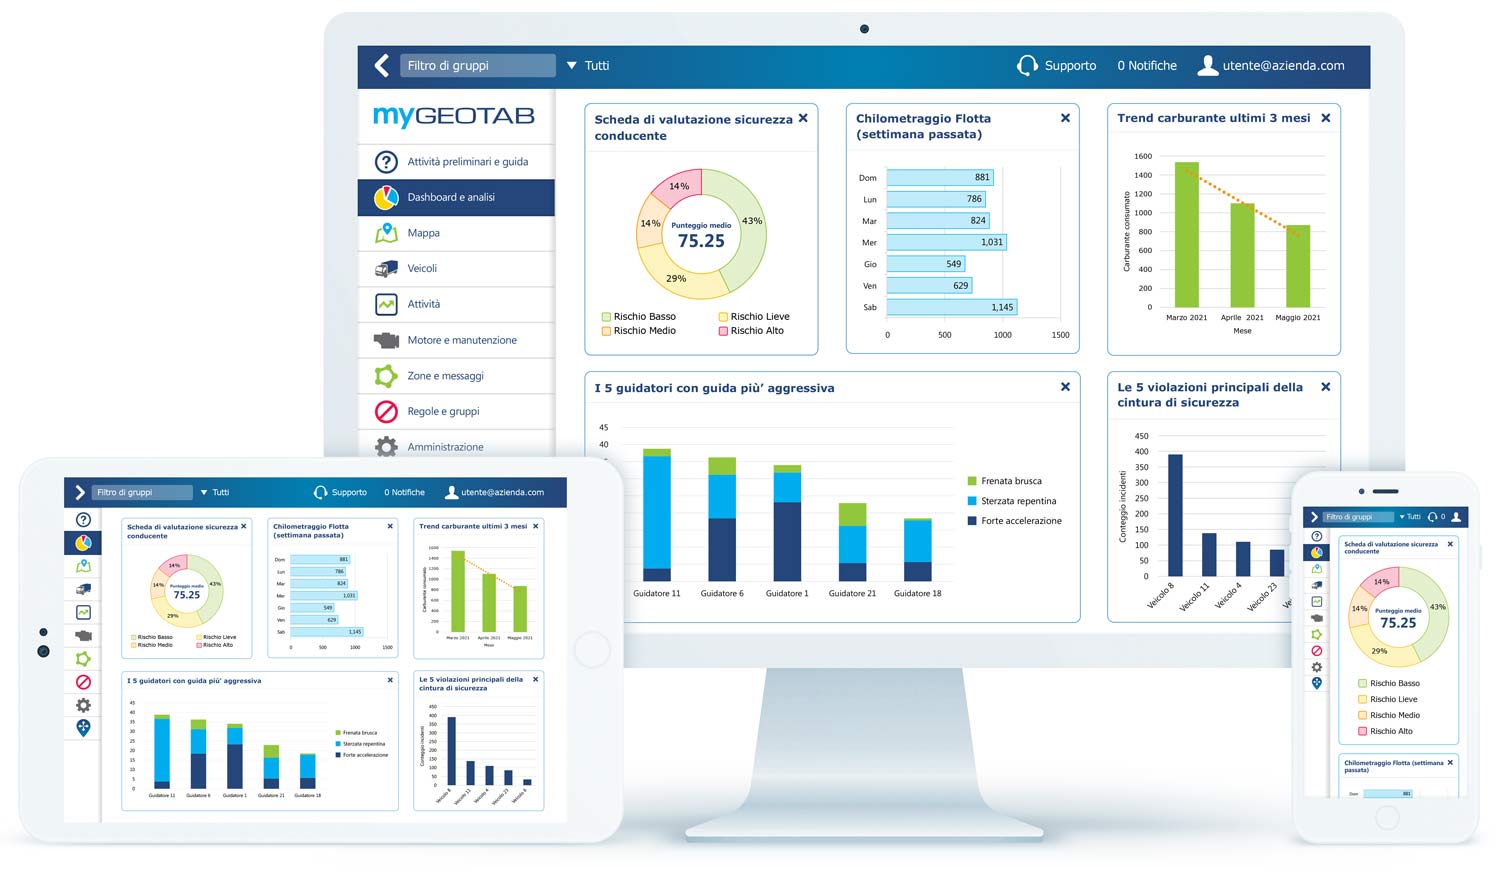 Filtro di gruppi
Tutti
Supporto
0 Notifiche
utente@azienda.com
myGEOTAB
Attività preliminari e guida
Dashboard e analisi
Mappa
Veicoli
Attività
Motore e manutenzione
Zone e messaggi
Regole e gruppi
Amministrazione
Scheda di valutazione sicurezza
conducente
14%
43%
14%
29%
Punteggio medio
75.25
Rischio Basso
Rischio Lieve
Rischio Medio
Rischio Alto
Chilometraggio Flotta
(settimana passata)
Dom 881
Lun 786
Mar 824
Mer 1,031
Gio 549
Ven 629
Sab 1,145
0 500 1000 1500
Trend carburante ultimi 3 mesi
Carburante consumato
1600
1400
1200
1000
800
600
400
200
0
Marzo 2021 Aprile 2021 Maggio 2021
Mese
I 5 guidatori con guida più’ aggressiva
45
40
Frenata brusca
Sterzata repentina
Forte accelerazione
Guidatore 11 Guidatore 6 Guidatore 1 Guidatore 21 Guidatore 18
Le 5 violazioni principali della
cintura di sicurezza
Conteggio incidenti
450
400
350
300
250
200
150
100
50
0
Veicolo 8 Veicolo 11 Veicolo 4 Veicolo 23
Filtro di gruppi
Tutti
Supporto
0 Notifiche
utente@azienda.com
Scheda di valutazione sicurezza
conducente
14%
43%
14%
29%
Punteggio medio
75.25
Rischio Basso
Rischio Lieve
Rischio Medio
Rischio Alto
Chilometraggio Flotta
(settimana passata)
Dom 881
Lun 786
Mar 824
Mer 1,031
Gio 549
Ven 629
Sab 1,145
0 500 1000 1500
Trend carburante ultimi 3 mesi
Carburante consumato
1600
1400
1200
1000
800
600
400
200
0
Marzo 2021 Aprile 2021 Maggio 2021
Mese
I 5 guidatori con guida più’ aggressiva
45
40
35
30
25
20
15
10
5
0
Frenata brusca
Sterzata repentina
Forte accelerazione
Guidatore 11 Guidatore 6 Guidatore 1 Guidatore 21 Guidatore 18
Le 5 violazioni principali della
cintura di sicurezza
Conteggio incidenti
450
400
350
300
250
200
150
100
50
0
Veicolo 8 Veicolo 11 Veicolo 4 Veicolo 23 Veicolo 6
Filtro di gruppi
Tutti
0
Scheda di valutazione sicurezza
conducente
14%
43%
14%
29%
Punteggio medio
75.25
Rischio Basso
Rischio Lieve
Rischio Medio
Rischio Alto
Chilometraggio Flotta (settimana
passata)
Dom 881